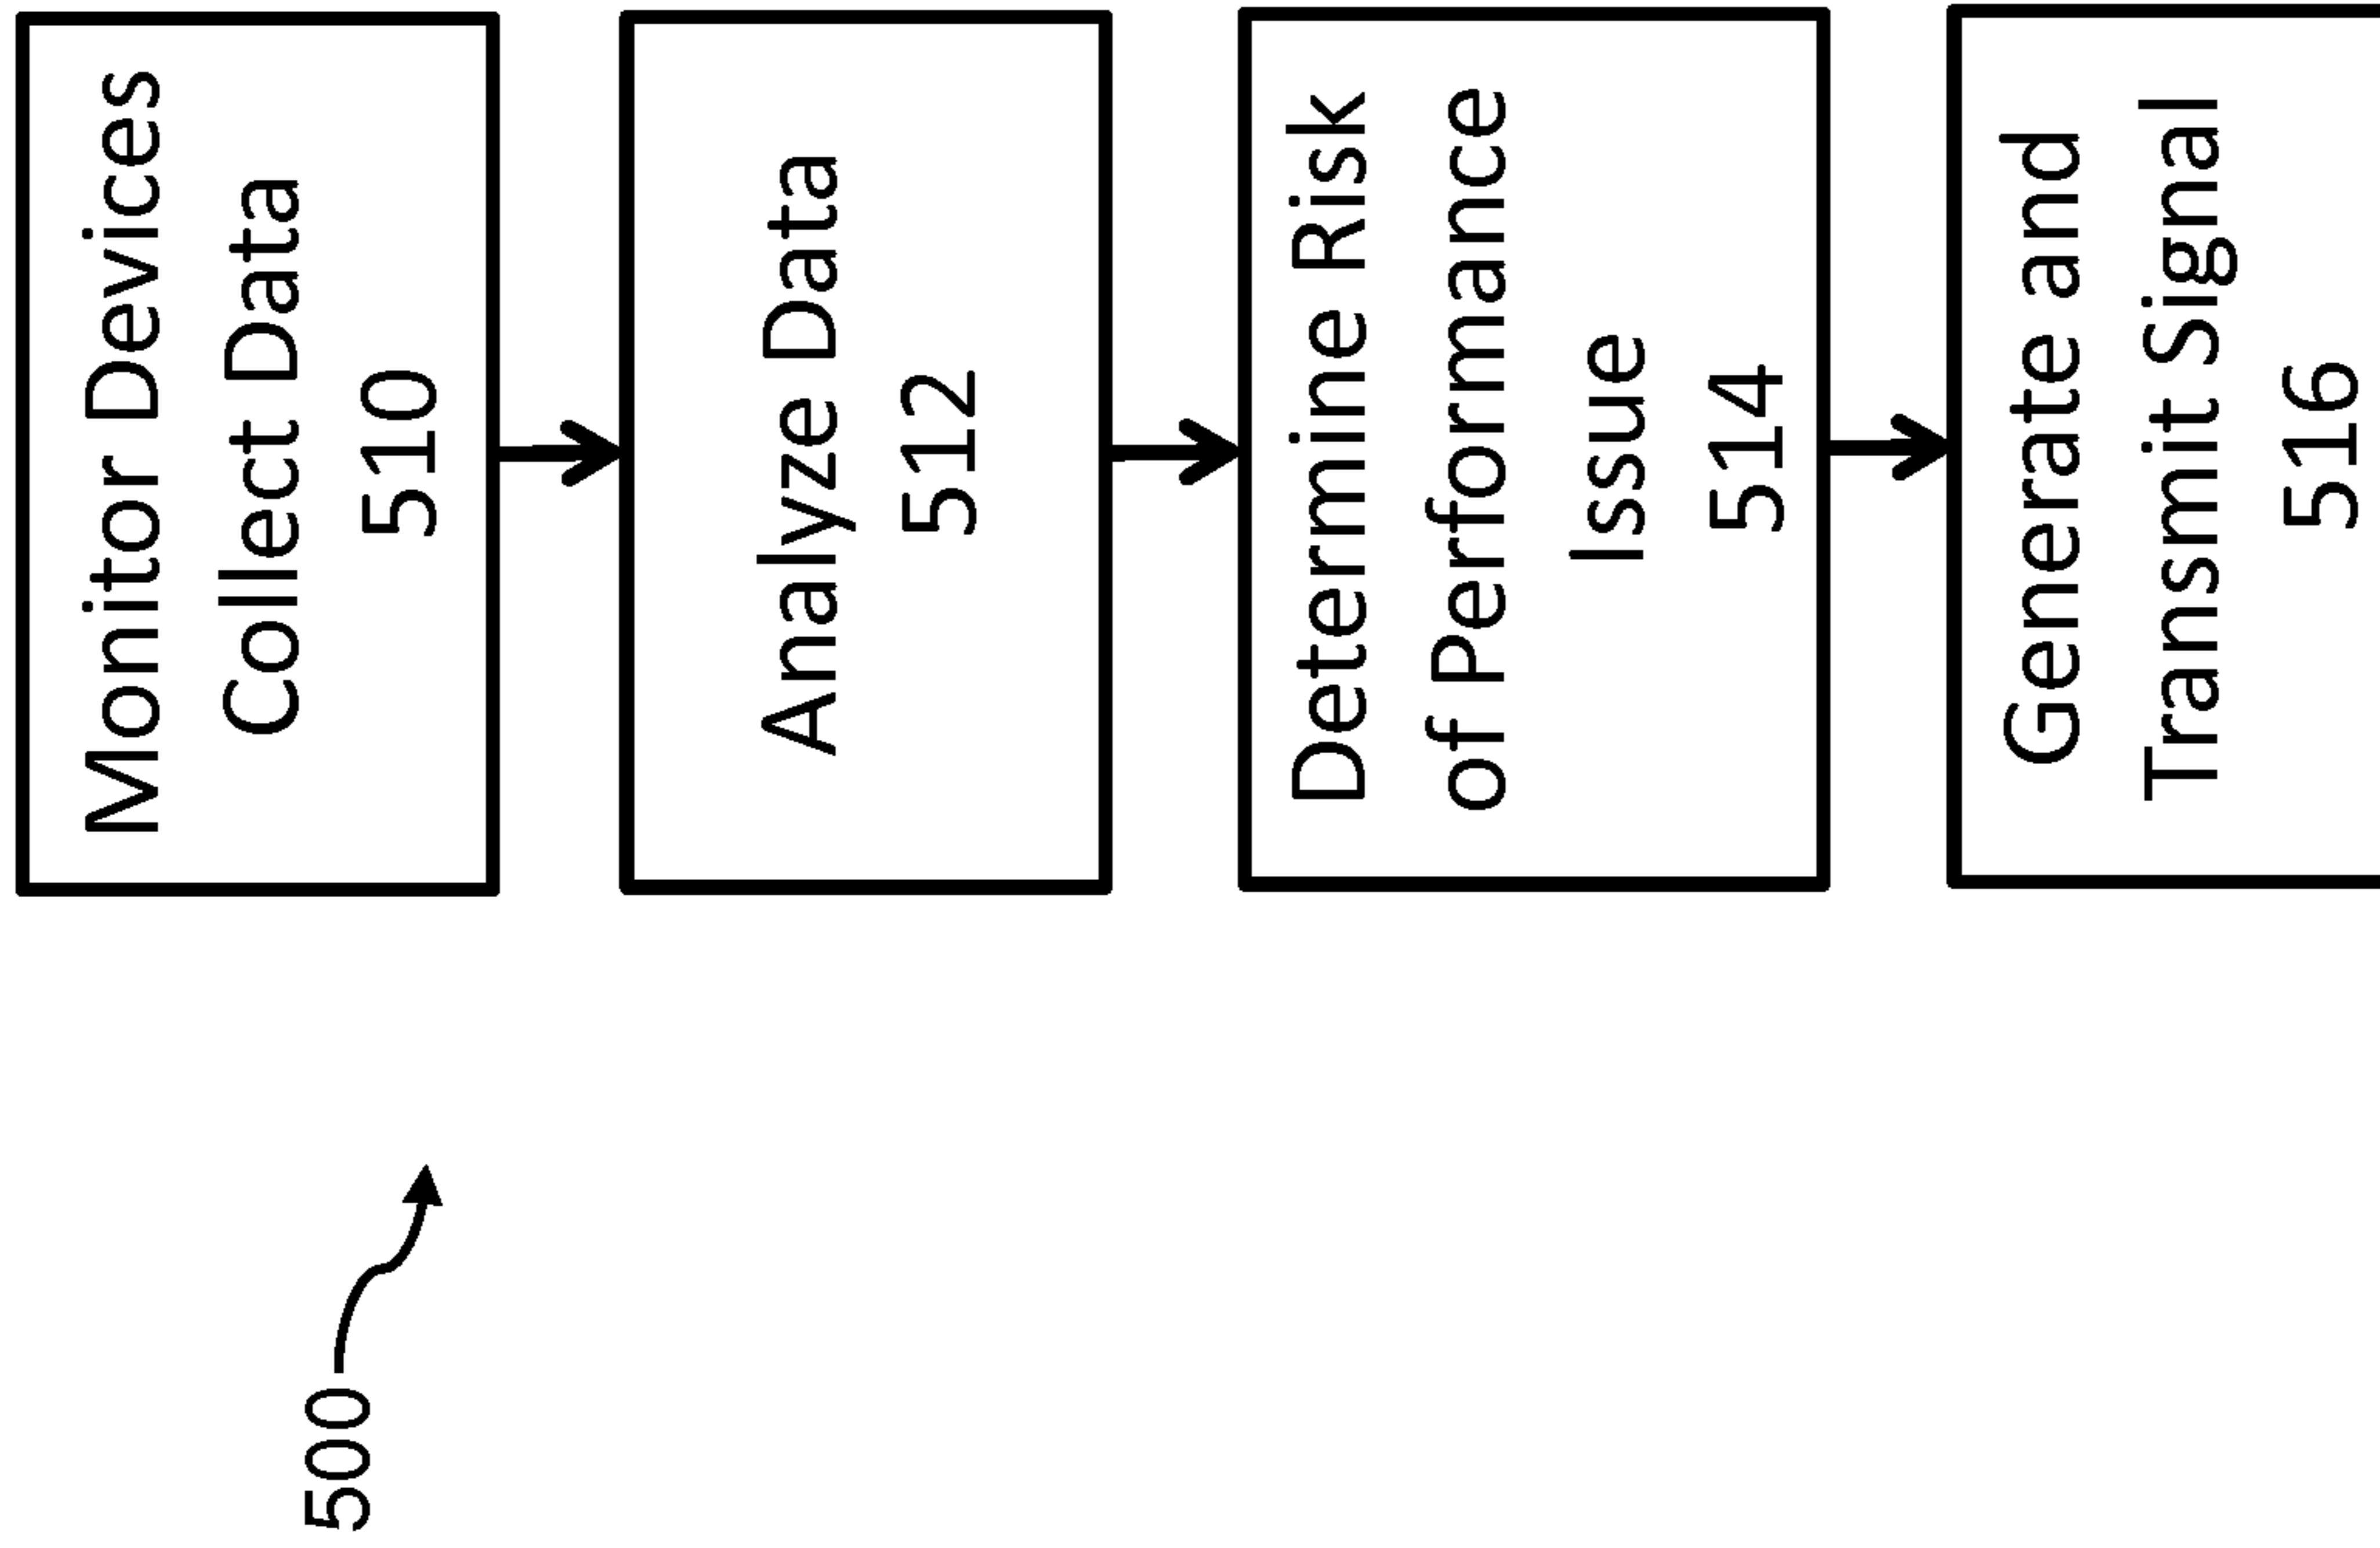 500
Monitor Devices
Collect Data
510
Analyze Data
512
Determine Risk
of Performance
Issue
514
Generate and
Transmit Signal
516